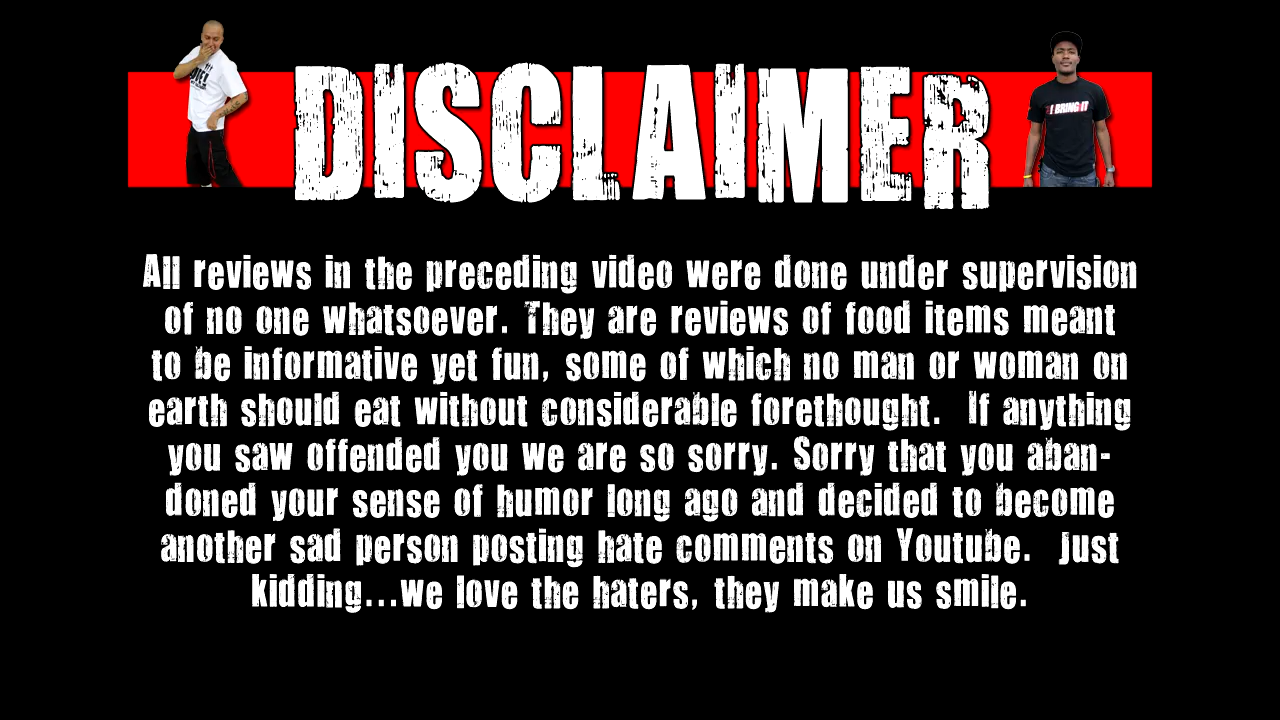 DISCLAIMER
I BRING IT
All reviews in the preceding video were done under supervision
of no one whatsoever. They are reviews of food items meant
to be informative yet fun, some of which no man or woman on
earth should eat without considerable forethought. If anything
you saw offended you we are so sorry. Sorry that you aban-
doned your sense of humor long ago and decided to become
another sad person posting hate comments on Youtube. Just
kidding...we love the haters, they make us smile.